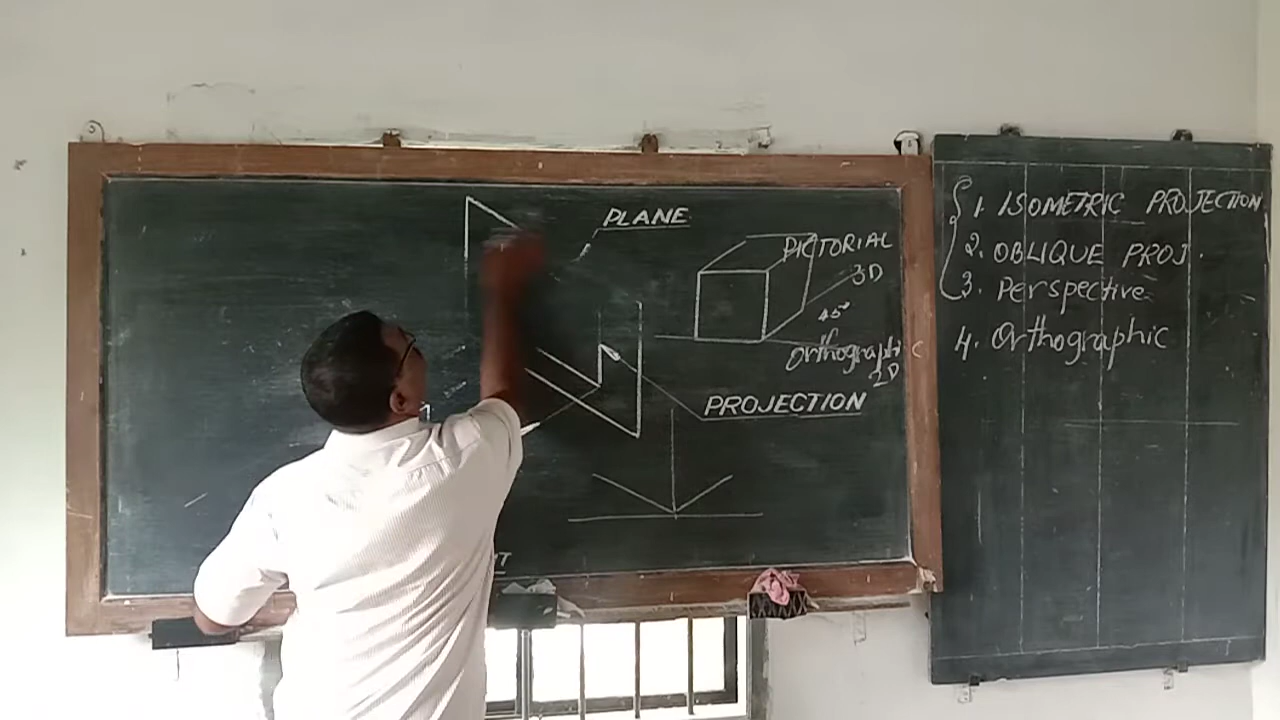 PLANE
PICTORIAL
3D
45°
Orthographic
2D
PROJECTION
1. ISOMETRIC PROJECTION
2. OBLIQUE PROJ.
3. Perspective
4. Orthographic